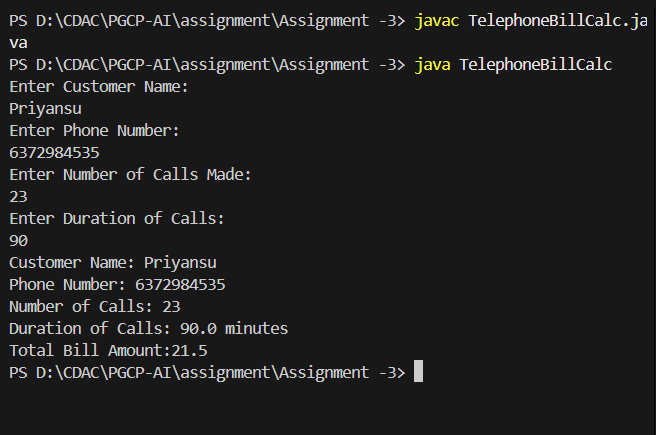 PS D:\CDAC\PGCP-AI\assignment\Assignment -3> javac TelephoneBillCalc.ja
va
PS D:\CDAC\PGCP-AI\assignment\Assignment -3> java TelephoneBillCalc
Enter Customer Name:
Priyansu
Enter Phone Number:
6372984535
Enter Number of Calls Made:
23
Enter Duration of Calls:
90
Customer Name: Priyansu
Phone Number: 6372984535
Number of Calls: 23
Duration of Calls: 90.0 minutes
Total Bill Amount:21.5
PS D:\CDAC\PGCP-AI\assignment\Assignment -3>